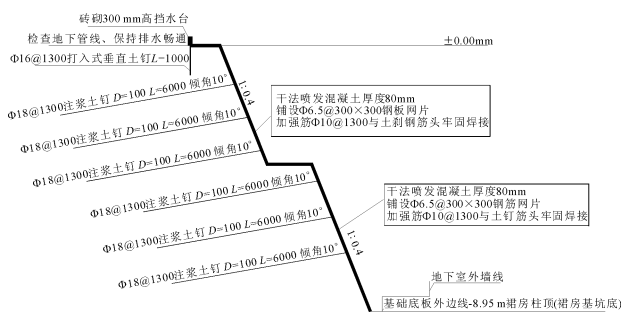 砖砌300 mm高挡水台
检查地下管线、保持排水畅通
±0.00mm
Φ16@1300打入式垂直土钉L=1000
1: 0.4
Φ18@1300注浆土钉 D=100 L=6000 倾角10°
干法喷发混凝土厚度80mm
铺设Φ6.5@300×300钢板网片
加强筋Φ10@1300与土刹钢筋头牢固焊接
Φ18@1300注浆土钉 D=100 L=6000 倾角10°
Φ18@1300注浆土钉 D=100 L=6000 倾角10°
Φ18@1300注浆土钉 D=100 L=6000 倾角10°
干法喷发混凝土厚度80mm
铺设Φ6.5@300×300钢筋网片
加强筋Φ10@1300与土钉筋头牢固焊接
Φ18@1300注浆土钉 D=100 L=6000 倾角10°
1: 0.4
Φ18@1300注浆土钉 D=100 L=6000 倾角10°
地下室外墙线
基础底板外边线-8.95 m裙房柱顶(裙房基坑底)